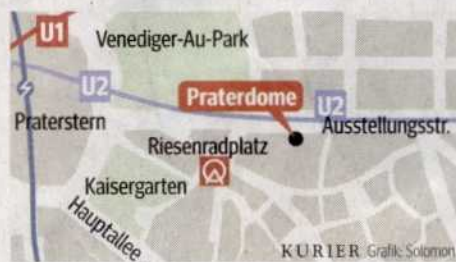 U1
Venediger-Au-Park
U2
Praterdome
U2
Praterstern
Ausstellungsstr.
Riesenradplatz
Kaisergarten
Hauptallee
KURIER Grafik: Solomon